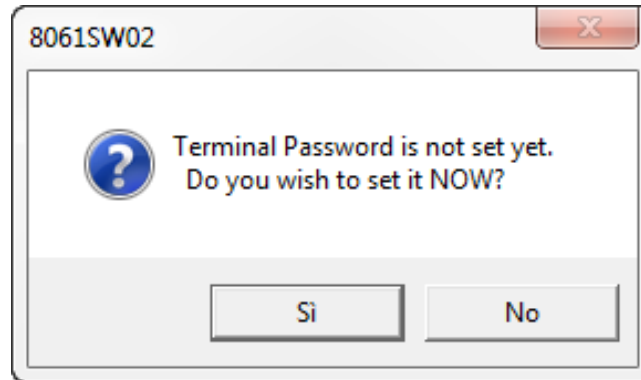 8061SW02
Terminal Password is not set yet.
Do you wish to set it NOW?
Sì
No